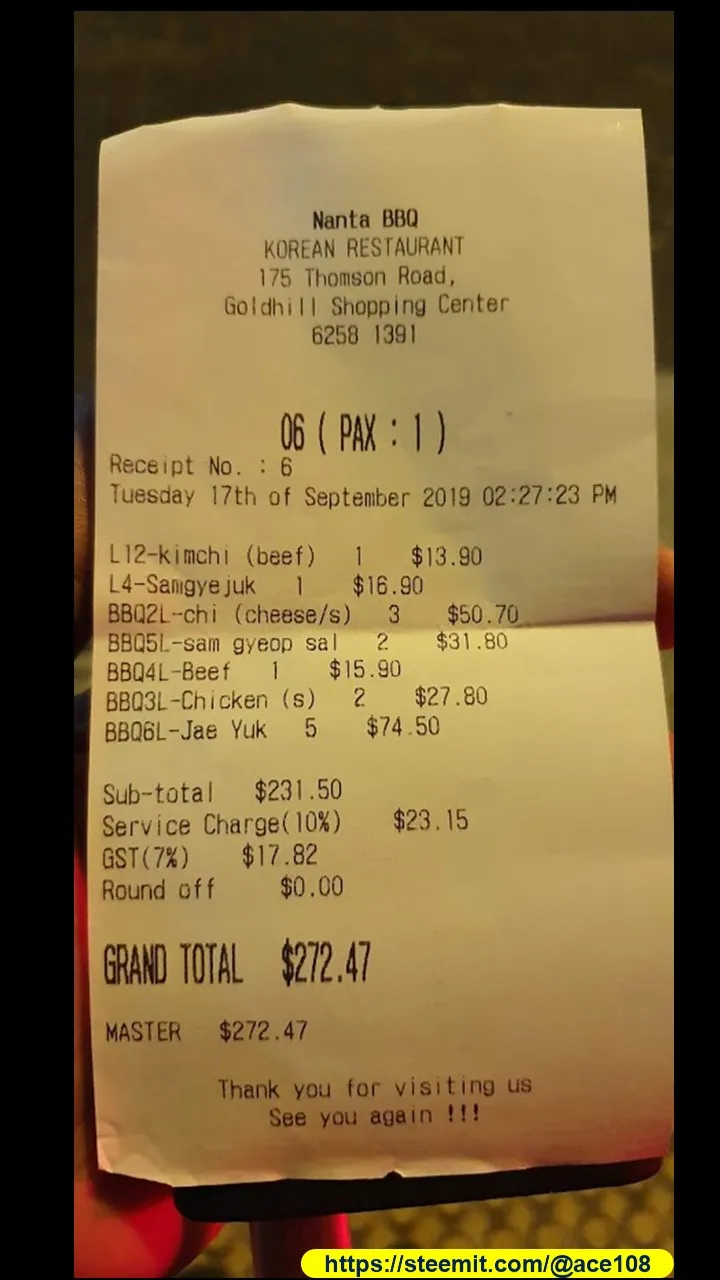 Nanta BBQ
KOREAN RESTAURANT
175 Thomson Road,
Goldhill Shopping Center
6258 1391
06 ( PAX : 1 )
Receipt No. : 6
Tuesday 17th of September 2019 02:27:23 PM
L12-kimchi (beef) 1 $13.90
L4-Samgyejuk 1 $16.90
BBQ2L-chi (cheese/s) 3 $50.70
BBQ5L-sam gyeop sal 2 $31.80
BBQ4L-Beef 1 $15.90
BBQ3L-Chicken (s) 2 $27.80
BBQ6L-Jae Yuk 5 $74.50
Sub-total $231.50
Service Charge(10%) $23.15
GST(7%) $17.82
Round off $0.00
GRAND TOTAL $272.47
MASTER $272.47
Thank you for visiting us
See you again !!!
https://steemit.com/@ace108